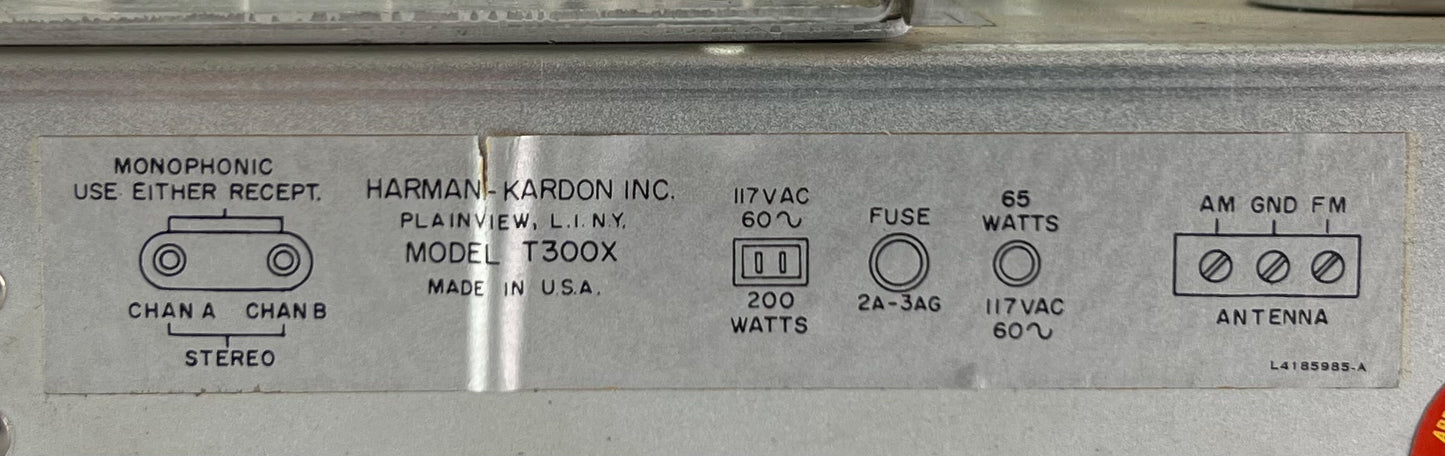 MONOPHONIC
USE EITHER RECEPT.
CHAN A CHAN B
STEREO
HARMAN-KARDON INC.
PLAINVIEW, L.I. N.Y.
MODEL T300X
MADE IN U.S.A.
117VAC
60∿
200
WATTS
FUSE
2A-3AG
65
WATTS
117VAC
60∿
AM GND FM
ANTENNA
L4185985-A